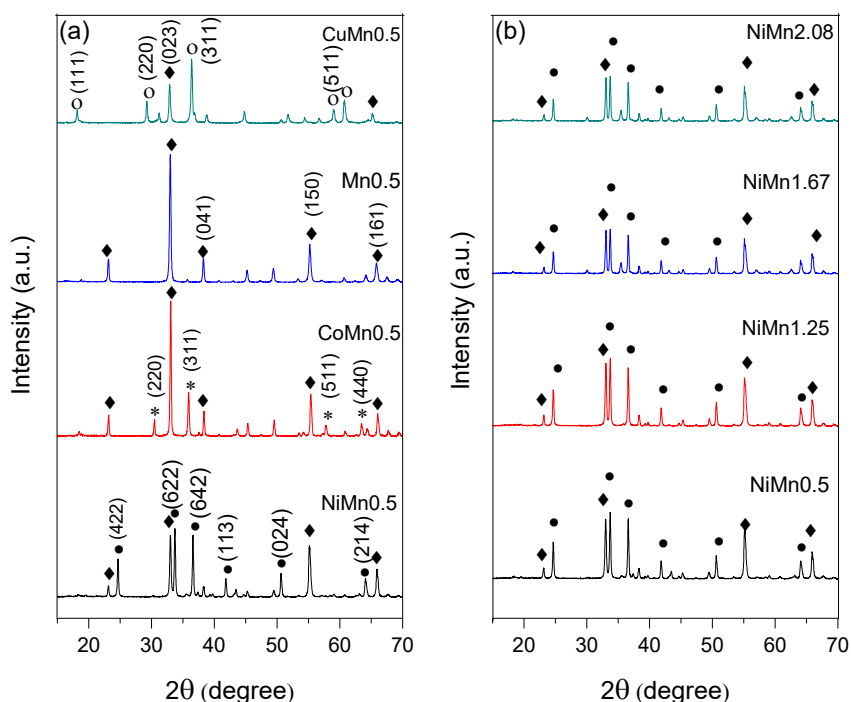 (a)
CuMn0.5
(111)
(220)
(023)
(311)
(511)
Mn0.5
(041)
(150)
(161)
CoMn0.5
(220)
(311)
(511)
(440)
NiMn0.5
(422)
(622)
(642)
(113)
(024)
(214)
20 30 40 50 60 70
2θ (degree)
Intensity (a.u.)
(b)
NiMn2.08
NiMn1.67
NiMn1.25
NiMn0.5
20 30 40 50 60 70
2θ (degree)
Intensity (a.u.)